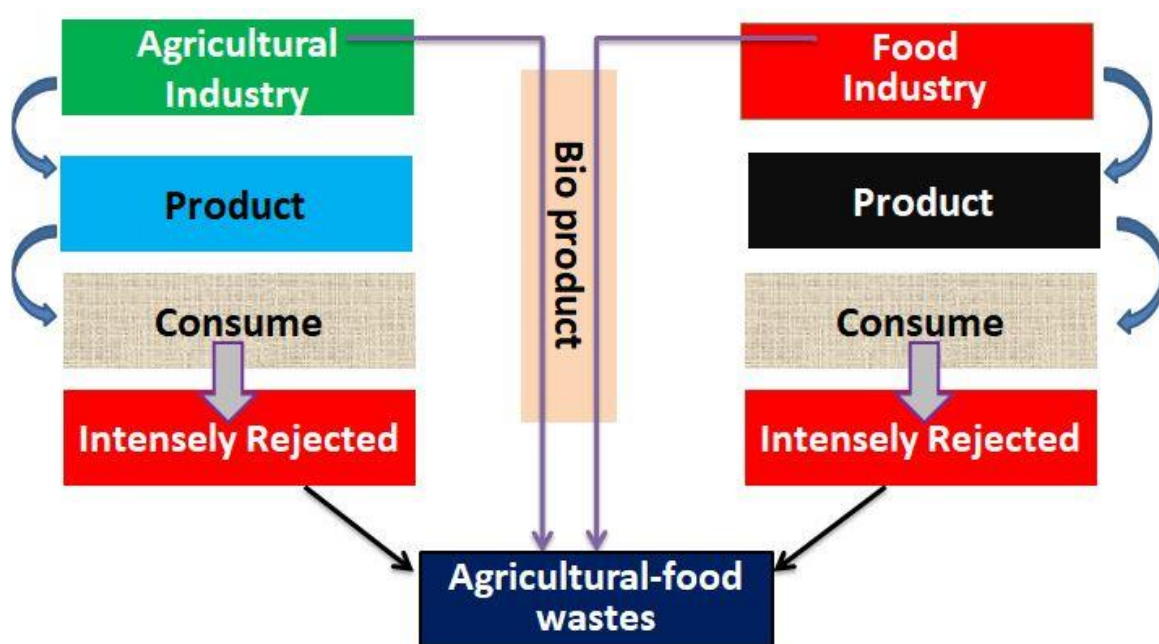 Agricultural
Industry
Product
Consume
Intensely Rejected
Bio product
Food
Industry
Product
Consume
Intensely Rejected
Agricultural-food
wastes